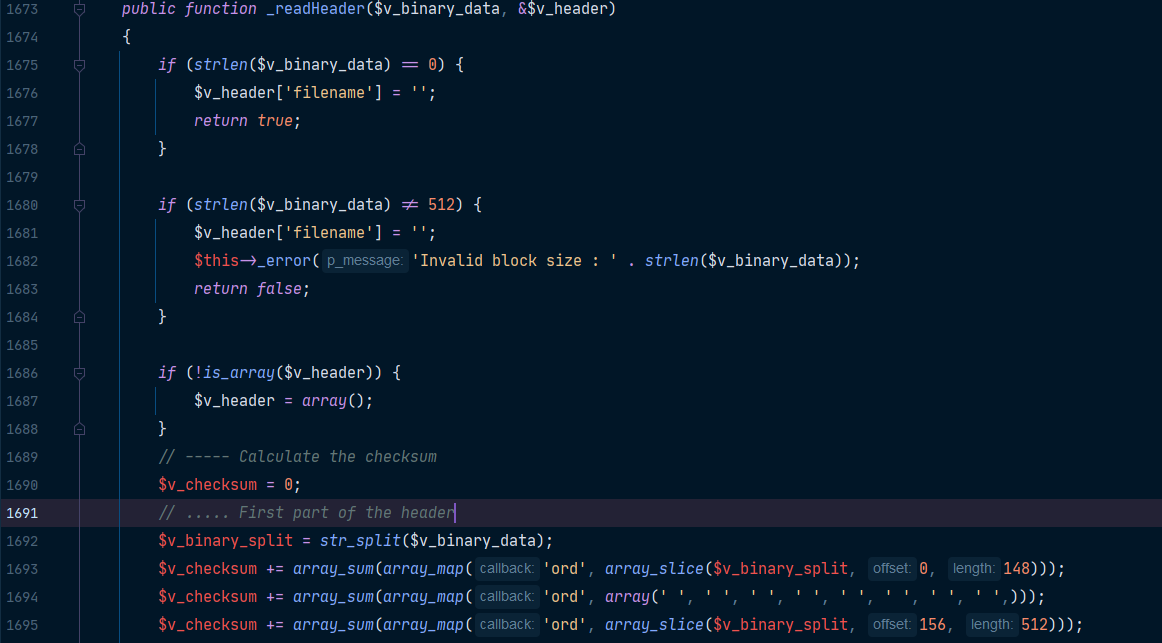 1673 public function _readHeader($v_binary_data, &$v_header)
1674 {
1675 if (strlen($v_binary_data) == 0) {
1676 $v_header['filename'] = '';
1677 return true;
1678 }
1679
1680 if (strlen($v_binary_data) != 512) {
1681 $v_header['filename'] = '';
1682 $this->_error( p_message: 'Invalid block size : ' . strlen($v_binary_data));
1683 return false;
1684 }
1685
1686 if (!is_array($v_header)) {
1687 $v_header = array();
1688 }
1689 // ----- Calculate the checksum
1690 $v_checksum = 0;
1691 // ..... First part of the header
1692 $v_binary_split = str_split($v_binary_data);
1693 $v_checksum += array_sum(array_map( callback: 'ord', array_slice($v_binary_split, offset: 0, length: 148)));
1694 $v_checksum += array_sum(array_map( callback: 'ord', array(' ', ' ', ' ', ' ', ' ', ' ', ' ', ' ',)));
1695 $v_checksum += array_sum(array_map( callback: 'ord', array_slice($v_binary_split, offset: 156, length: 512)));